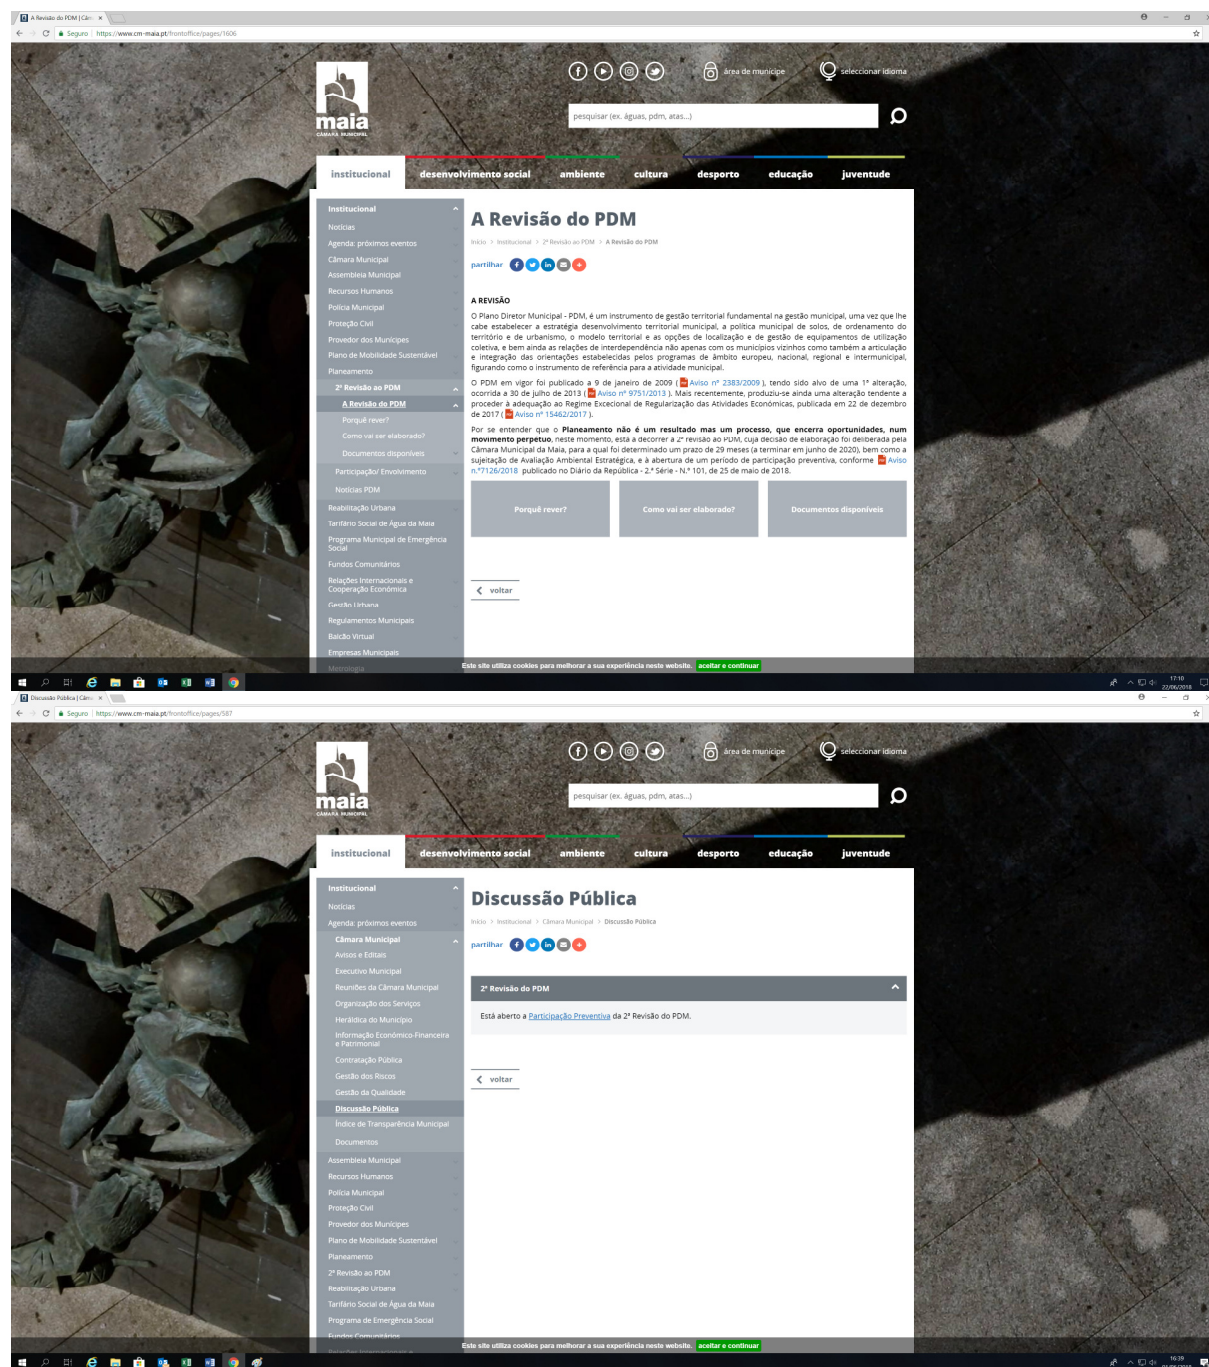 A Revisão do PDM | Câm
Seguro
https://www.cm-maia.pt/frontoffice/pages/1606
maia
CÂMARA MUNICIPAL
área de munícipe
seleccionar idioma
pesquisar (ex. águas, pdm, atas...)
institucional
desenvolvimento social
ambiente
cultura
desporto
educação
juventude
Institucional
Notícias
Agenda: próximos eventos
Câmara Municipal
Assembleia Municipal
Recursos Humanos
Polícia Municipal
Proteção Civil
Provedor dos Munícipes
Plano de Mobilidade Sustentável
Planeamento
2ª Revisão ao PDM
A Revisão do PDM
Porquê rever?
Como vai ser elaborado?
Documentos disponíveis
Participação/ Envolvimento
Notícias PDM
Reabilitação Urbana
Tarifário Social de Água da Maia
Programa Municipal de Emergência
Social
Fundos Comunitários
Relações Internacionais e
Cooperação Económica
Gestão Urbana
Regulamentos Municipais
Balcão Virtual
Empresas Municipais
Metrologia
A Revisão do PDM
Início > Institucional > 2ª Revisão ao PDM > A Revisão do PDM
partilhar
A REVISÃO
O Plano Diretor Municipal - PDM, é um instrumento de gestão territorial fundamental na gestão municipal, uma vez que lhe
cabe estabelecer a estratégia desenvolvimento territorial municipal, a política municipal de solos, de ordenamento do
território e de urbanismo, o modelo territorial e as opções de localização e de gestão de equipamentos de utilização
coletiva, e bem ainda as relações de interdependência não apenas com os municípios vizinhos como também a articulação
e integração das orientações estabelecidas pelos programas de âmbito europeu, nacional, regional e intermunicipal,
figurando como o instrumento de referência para a atividade municipal.
O PDM em vigor foi publicado a 9 de janeiro de 2009 ( Aviso nº 2383/2009 ), tendo sido alvo de uma 1ª alteração,
ocorrida a 30 de julho de 2013 ( Aviso nº 9751/2013 ). Mais recentemente, produziu-se ainda uma alteração tendente a
proceder à adequação ao Regime Excecional de Regularização das Atividades Económicas, publicada em 22 de dezembro
de 2017 ( Aviso nº 15462/2017 ).
Por se entender que o Planeamento não é um resultado mas um processo, que encerra oportunidades, num
movimento perpetuo, neste momento, está a decorrer a 2ª revisão ao PDM, cuja decisão de elaboração foi deliberada pela
Câmara Municipal da Maia, para a qual foi determinado um prazo de 29 meses (a terminar em junho de 2020), bem como a
sujeitação de Avaliação Ambiental Estratégica, e à abertura de um período de participação preventiva, conforme Aviso
n.º7126/2018 publicado no Diário da República - 2.ª Série - N.º 101, de 25 de maio de 2018.
Porquê rever?
Como vai ser elaborado?
Documentos disponíveis
voltar
Este site utiliza cookies para melhorar a sua experiência neste website. aceitar e continuar
17:10
22/06/2018
Discussão Pública | Câm
Seguro
https://www.cm-maia.pt/frontoffice/pages/587
maia
CÂMARA MUNICIPAL
área de munícipe
seleccionar idioma
pesquisar (ex. águas, pdm, atas...)
institucional
desenvolvimento social
ambiente
cultura
desporto
educação
juventude
Institucional
Notícias
Agenda: próximos eventos
Câmara Municipal
Avisos e Editais
Executivo Municipal
Reuniões da Câmara Municipal
Organização dos Serviços
Heráldica do Município
Informação Económico-Financeira
e Patrimonial
Contratação Pública
Gestão dos Riscos
Gestão da Qualidade
Discussão Pública
Índice de Transparência Municipal
Documentos
Assembleia Municipal
Recursos Humanos
Polícia Municipal
Proteção Civil
Provedor dos Munícipes
Plano de Mobilidade Sustentável
Planeamento
2ª Revisão ao PDM
Reabilitação Urbana
Tarifário Social de Água da Maia
Programa de Emergência Social
Fundos Comunitários
Relações Internacionais e
Discussão Pública
Início > Institucional > Câmara Municipal > Discussão Pública
partilhar
2ª Revisão do PDM
Está aberto a Participação Preventiva da 2ª Revisão do PDM.
voltar
Este site utiliza cookies para melhorar a sua experiência neste website. aceitar e continuar
16:39